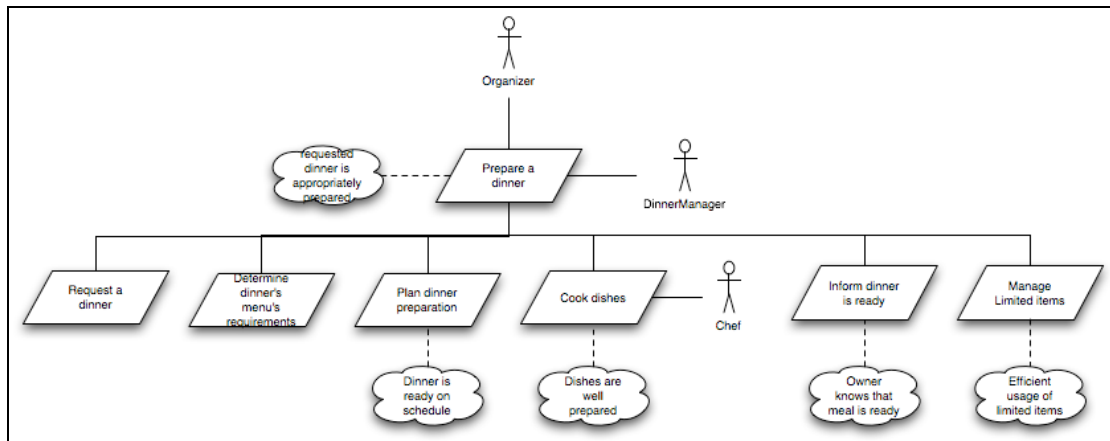 Organizer
requested
dinner is
appropriately
prepared
Prepare a
dinner
DinnerManager
Request a
dinner
Determine
dinner's
menu's
requirements
Plan dinner
preparation
Cook dishes
Chef
Inform dinner
is ready
Manage
Limited items
Dinner is
ready on
schedule
Dishes are
well
prepared
Owner
knows that
meal is ready
Efficient
usage of
limited items